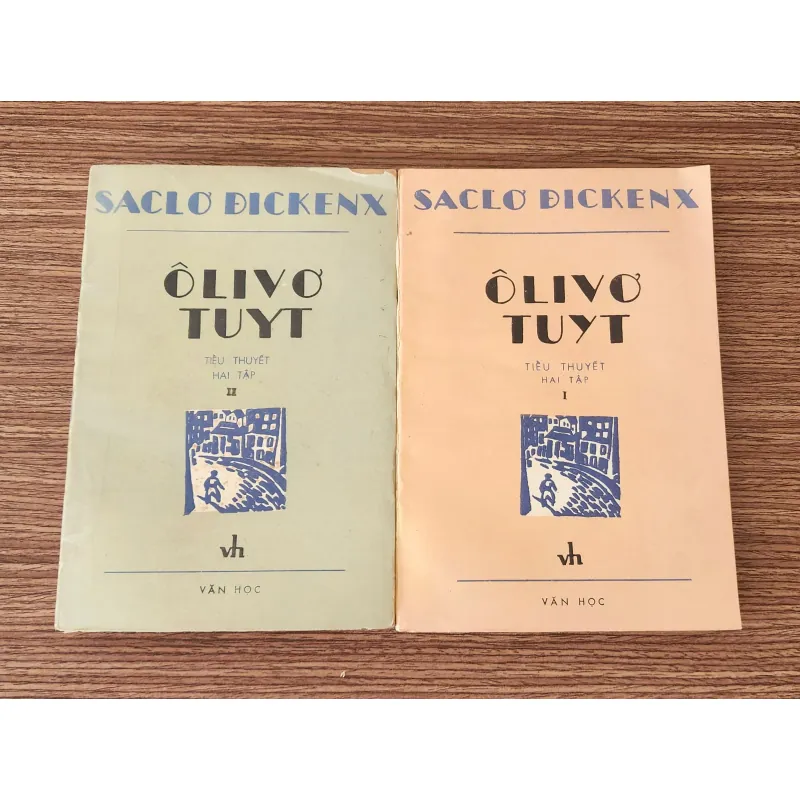 SACLƠ ĐICKENX
ÔLIVƠ
TUYT
TIỂU THUYẾT
HAI TẬP
II
vh
VĂN HỌC
SACLƠ ĐICKENX
ÔLIVƠ
TUYT
TIỂU THUYẾT
HAI TẬP
I
vh
VĂN HỌC